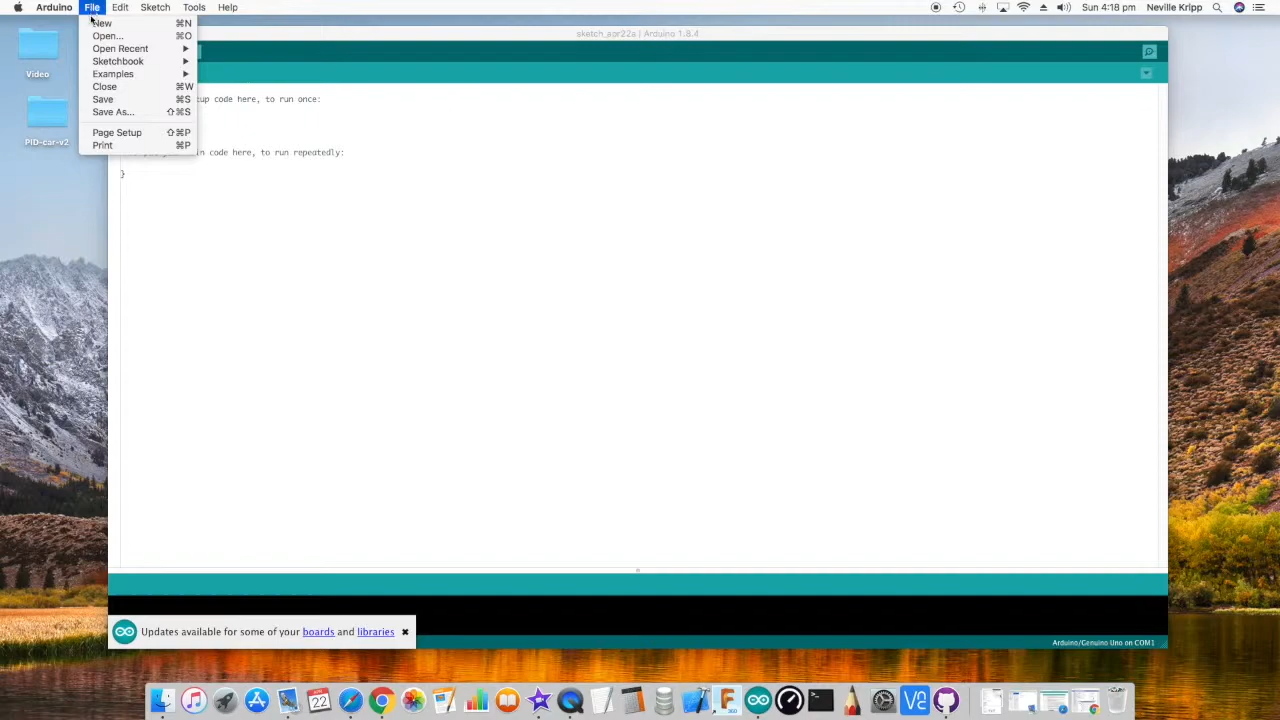 Arduino File Edit Sketch Tools Help Sun 4:18 pm Neville Kripp
New ⌘N
Open... ⌘O
Open Recent
Sketchbook
Examples
Close ⌘W
Save ⌘S
Save As... ⇧⌘S
Page Setup ⇧⌘P
Print ⌘P
Video
PID-car-v2
sketch_apr22a | Arduino 1.8.4
code here, to run once:
code here, to run repeatedly:
}
Updates available for some of your boards and libraries ✖
Arduino/Genuino Uno on COM1
APR
22
360